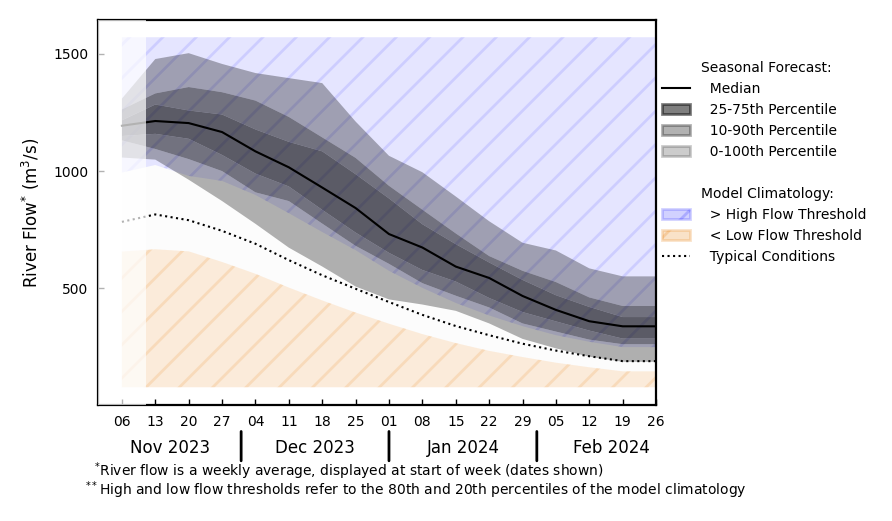 1500
1000
500
River Flow* (m³/s)
Seasonal Forecast:
Median
25-75th Percentile
10-90th Percentile
0-100th Percentile
Model Climatology:
> High Flow Threshold
< Low Flow Threshold
Typical Conditions
06 13 20 27 04 11 18 25 01 08 15 22 29 05 12 19 26
Nov 2023 Dec 2023 Jan 2024 Feb 2024
*River flow is a weekly average, displayed at start of week (dates shown)
**High and low flow thresholds refer to the 80th and 20th percentiles of the model climatology